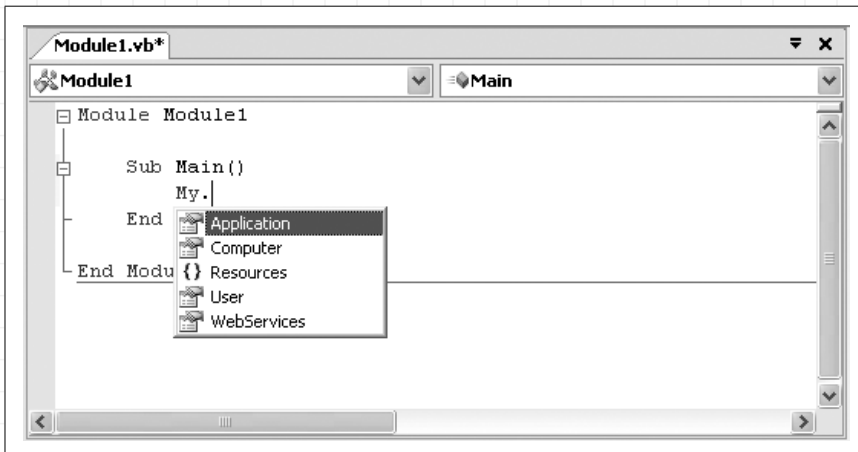 Module1.vb*
Module1 Main
Module Module1
Sub Main()
My.
End
Application
Computer
End Modu
{} Resources
User
WebServices